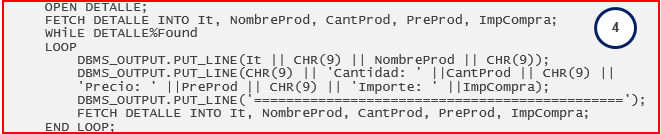 OPEN DETALLE;
FETCH DETALLE INTO It, NombreProd, CantProd, PreProd, ImpCompra;
WHiLE DETALLE%Found
LOOP
DBMS_OUTPUT.PUT_LINE(It || CHR(9) || NombreProd || CHR(9));
DBMS_OUTPUT.PUT_LINE(CHR(9) || 'Cantidad: ' ||CantProd || CHR(9) ||
'Precio: ' ||PreProd || CHR(9) || 'Importe: ' ||ImpCompra);
DBMS_OUTPUT.PUT_LINE('===============================================');
FETCH DETALLE INTO It, NombreProd, CantProd, PreProd, ImpCompra;
END LOOP;
4